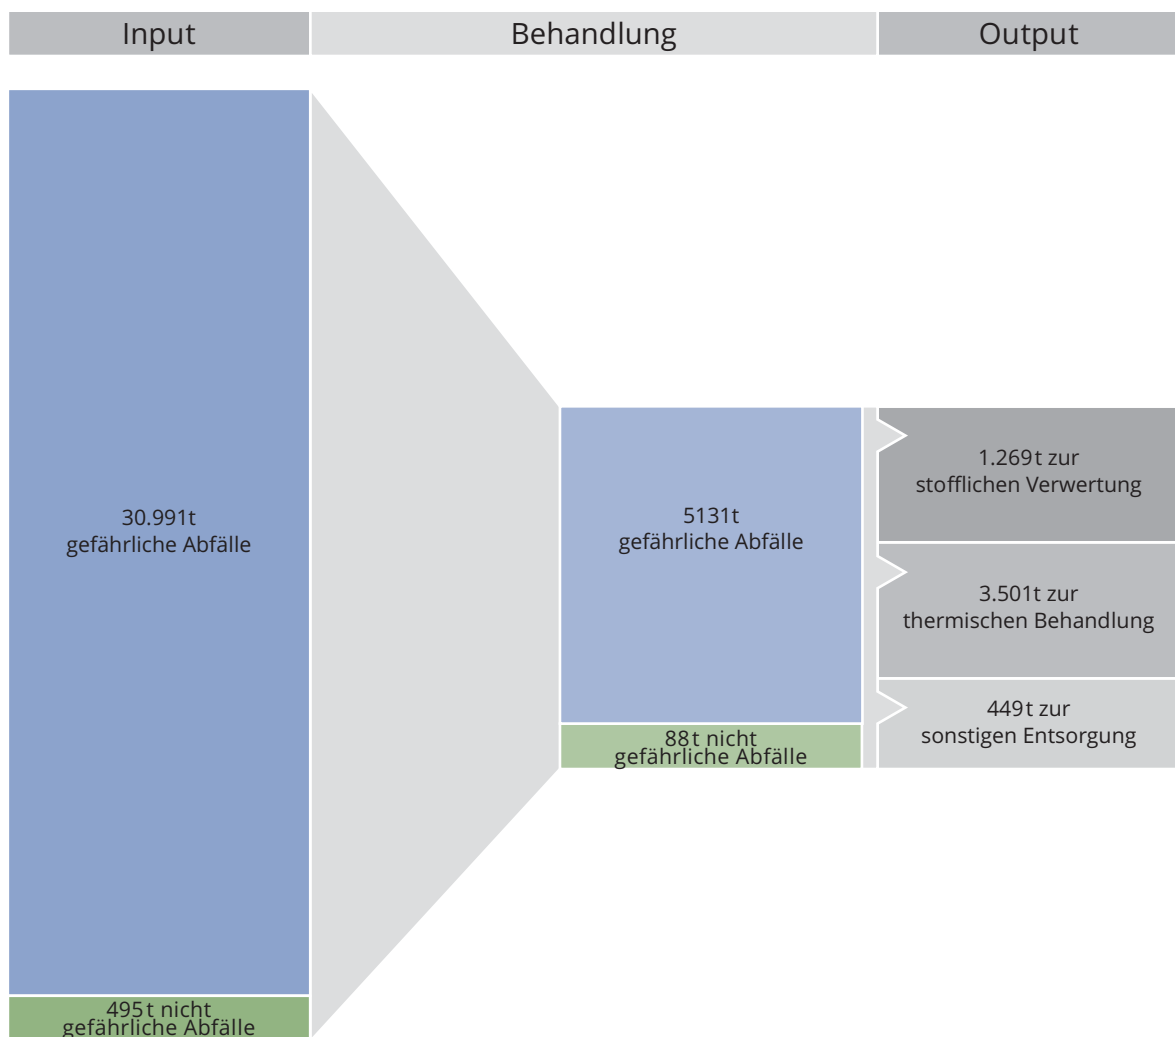 Input
Behandlung
Output
30.991t
gefährliche Abfälle
495t nicht
gefährliche Abfälle
5131t
gefährliche Abfälle
88t nicht
gefährliche Abfälle
1.269t zur
stofflichen Verwertung
3.501t zur
thermischen Behandlung
449t zur
sonstigen Entsorgung